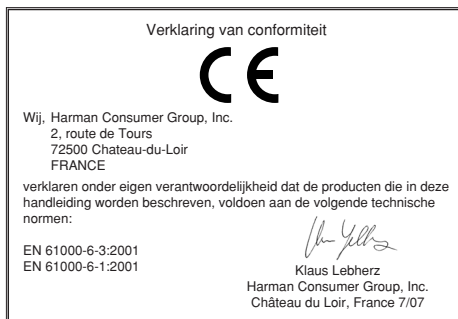 Verklaring van conformiteit
CE
Wij, Harman Consumer Group, Inc.
2, route de Tours
72500 Chateau-du-Loir
FRANCE
verklaren onder eigen verantwoordelijkheid dat de producten die in deze
handleiding worden beschreven, voldoen aan de volgende technische
normen:
EN 61000-6-3:2001
EN 61000-6-1:2001
Klaus Lebherz
Harman Consumer Group, Inc.
Château du Loir, France 7/07